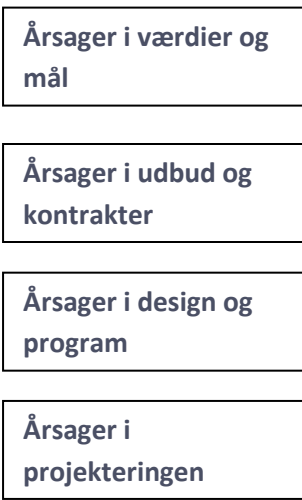 Årsager i værdier og
mål
Årsager i udbud og
kontrakter
Årsager i design og
program
Årsager i
projekteringen